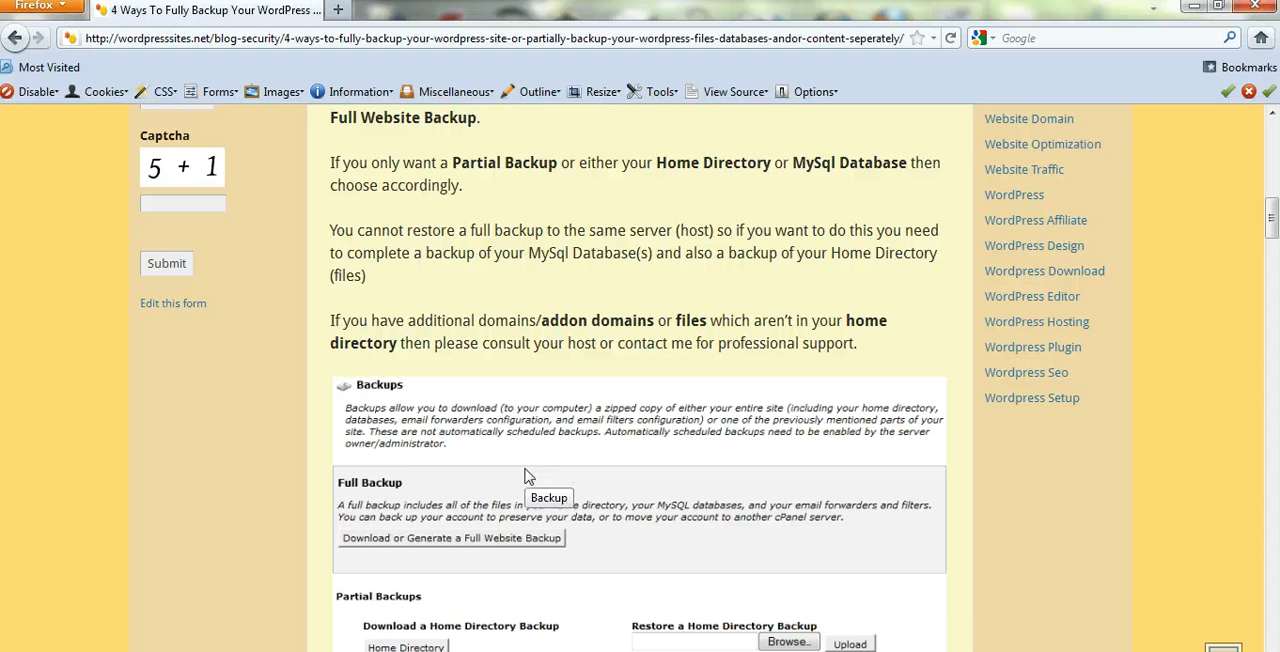 Firefox
4 Ways To Fully Backup Your WordPress ...
http://wordpresssites.net/blog-security/4-ways-to-fully-backup-your-wordpress-site-or-partially-backup-your-wordpress-files-databases-andor-content-seperately/
Google
Most Visited
Bookmarks
Disable Cookies CSS Forms Images Information Miscellaneous Outline Resize Tools View Source Options
Captcha
5 + 1
Submit
Edit this form
Full Website Backup.
If you only want a Partial Backup or either your Home Directory or MySql Database then
choose accordingly.
You cannot restore a full backup to the same server (host) so if you want to do this you need
to complete a backup of your MySql Database(s) and also a backup of your Home Directory
(files)
If you have additional domains/addon domains or files which aren't in your home
directory then please consult your host or contact me for professional support.
Backups
Backups allow you to download (to your computer) a zipped copy of either your entire site (including your home directory,
databases, email forwarders configuration, and email filters configuration) or one of the previously mentioned parts of your
site. These are not automatically scheduled backups. Automatically scheduled backups need to be enabled by the server
owner/administrator.
Full Backup
Backup
A full backup includes all of the files in directory, your MySQL databases, and your email forwarders and filters.
You can back up your account to preserve your data, or to move your account to another cPanel server.
Download or Generate a Full Website Backup
Partial Backups
Download a Home Directory Backup
Home Directory
Restore a Home Directory Backup
Browse..
Upload
Website Domain
Website Optimization
Website Traffic
WordPress
WordPress Affiliate
WordPress Design
Wordpress Download
WordPress Editor
WordPress Hosting
WordPress Plugin
Wordpress Seo
Wordpress Setup